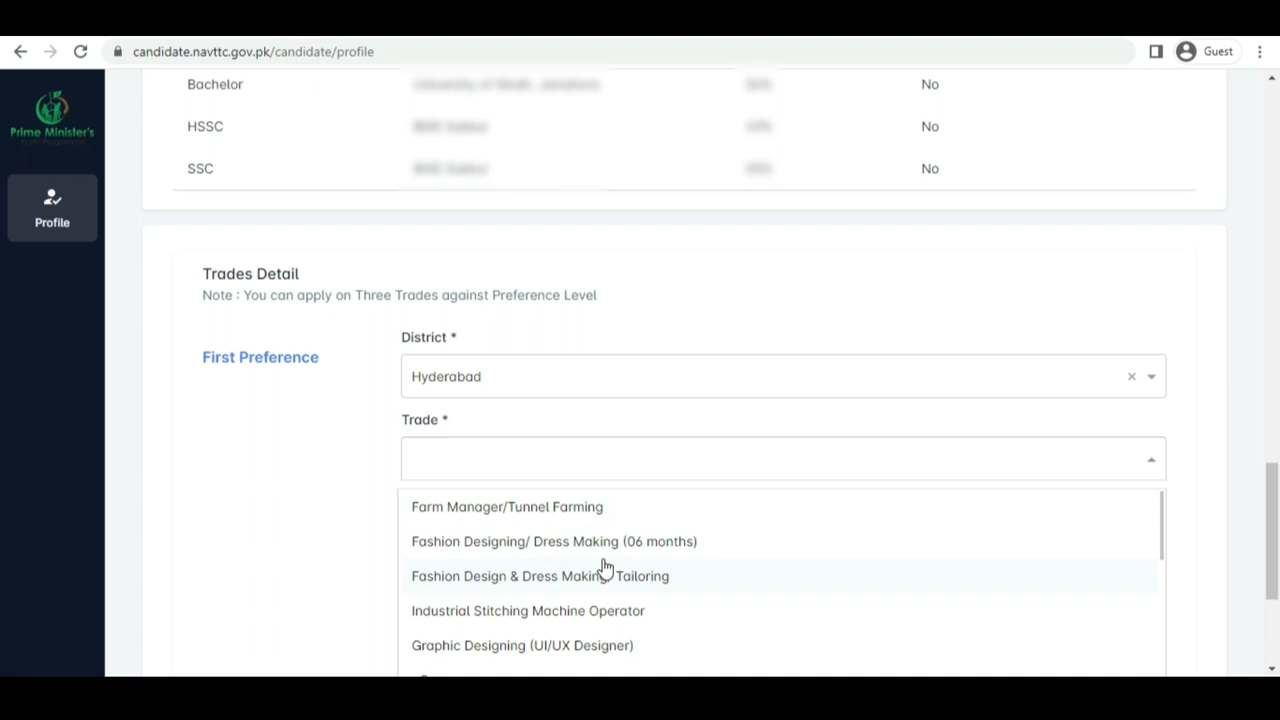 candidate.navttc.gov.pk/candidate/profile
Guest
Prime Minister's
Profile
Bachelor No
HSSC No
SSC No
Trades Detail
Note : You can apply on Three Trades against Preference Level
First Preference
District *
Hyderabad
Trade *
Farm Manager/Tunnel Farming
Fashion Designing/ Dress Making (06 months)
Fashion Design & Dress Making Tailoring
Industrial Stitching Machine Operator
Graphic Designing (UI/UX Designer)